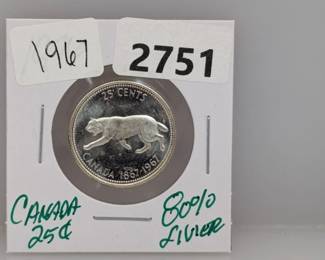 1967
2751
25 CENTS
CANADA 1867-1967
CANADA
25¢
80%
SILVER